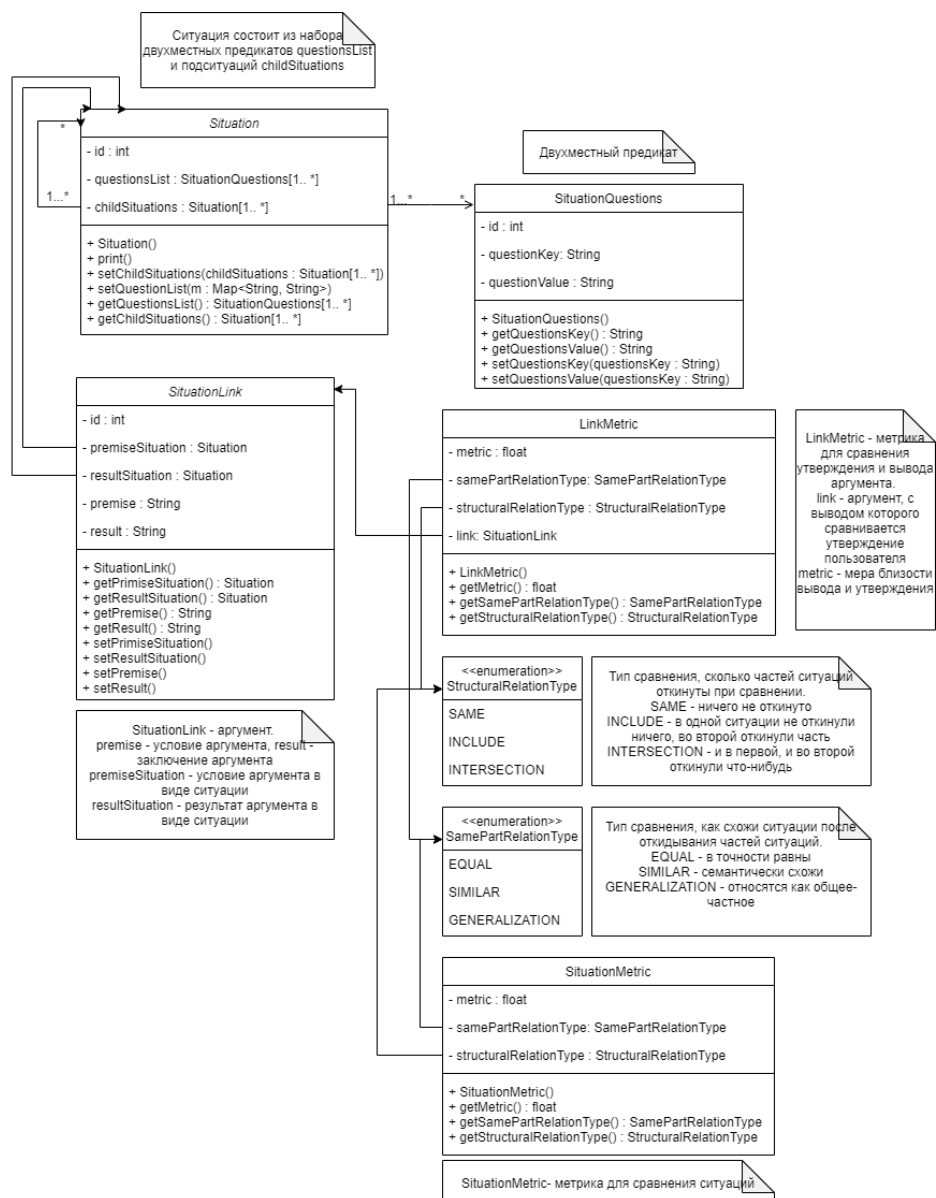 Ситуация состоит из набора
двухместных предикатов questionsList
и подситуаций childSituations
Situation
*
- id : int
- questionsList : SituationQuestions[1.. *]
1...*
- childSituations : Situation[1.. *]
+ Situation()
+ print()
+ setChildSituations(childSituations : Situation[1.. *])
+ setQuestionList(m : Map<String, String>)
+ getQuestionsList() : SituationQuestions[1.. *]
+ getChildSituations() : Situation[1.. *]
Двухместный предикат
1...*
*
SituationQuestions
- id : int
- questionKey: String
- questionValue : String
+ SituationQuestions()
+ getQuestionsKey() : String
+ getQuestionsValue() : String
+ setQuestionsKey(questionsKey : String)
+ setQuestionsValue(questionsKey : String)
SituationLink
- id : int
- premiseSituation : Situation
- resultSituation : Situation
- premise : String
- result : String
+ SituationLink()
+ getPrimiseSituation() : Situation
+ getResultSituation() : Situation
+ getPremise() : String
+ getResult() : String
+ setPrimiseSituation()
+ setResultSituation()
+ setPremise()
+ setResult()
SituationLink - аргумент.
premise - условие аргумента, result -
заключение аргумента
premiseSituation - условие аргумента в
виде ситуации
resultSituation - результат аргумента в
виде ситуации
LinkMetric
- metric : float
- samePartRelationType: SamePartRelationType
- structuralRelationType : StructuralRelationType
- link: SituationLink
+ LinkMetric()
+ getMetric() : float
+ getSamePartRelationType() : SamePartRelationType
+ getStructuralRelationType() : StructuralRelationType
LinkMetric - метрика
для сравнения
утверждения и вывода
аргумента.
link - аргумент, с
выводом которого
сравнивается
утверждение
пользователя
metric - мера близости
вывода и утверждения
<<enumeration>>
StructuralRelationType
SAME
INCLUDE
INTERSECTION
Тип сравнения, сколько частей ситуаций
откинуты при сравнении.
SAME - ничего не откинуто
INCLUDE - в одной ситуации не откинули
ничего, во второй откинули часть
INTERSECTION - и в первой, и во второй
откинули что-нибудь
<<enumeration>>
SamePartRelationType
EQUAL
SIMILAR
GENERALIZATION
Тип сравнения, как схожи ситуации после
откидывания частей ситуаций.
EQUAL - в точности равны
SIMILAR - семантически схожи
GENERALIZATION - относятся как общее-
частное
SituationMetric
- metric : float
- samePartRelationType: SamePartRelationType
- structuralRelationType : StructuralRelationType
+ SituationMetric()
+ getMetric() : float
+ getSamePartRelationType() : SamePartRelationType
+ getStructuralRelationType() : StructuralRelationType
SituationMetric- метрика для сравнения ситуаций